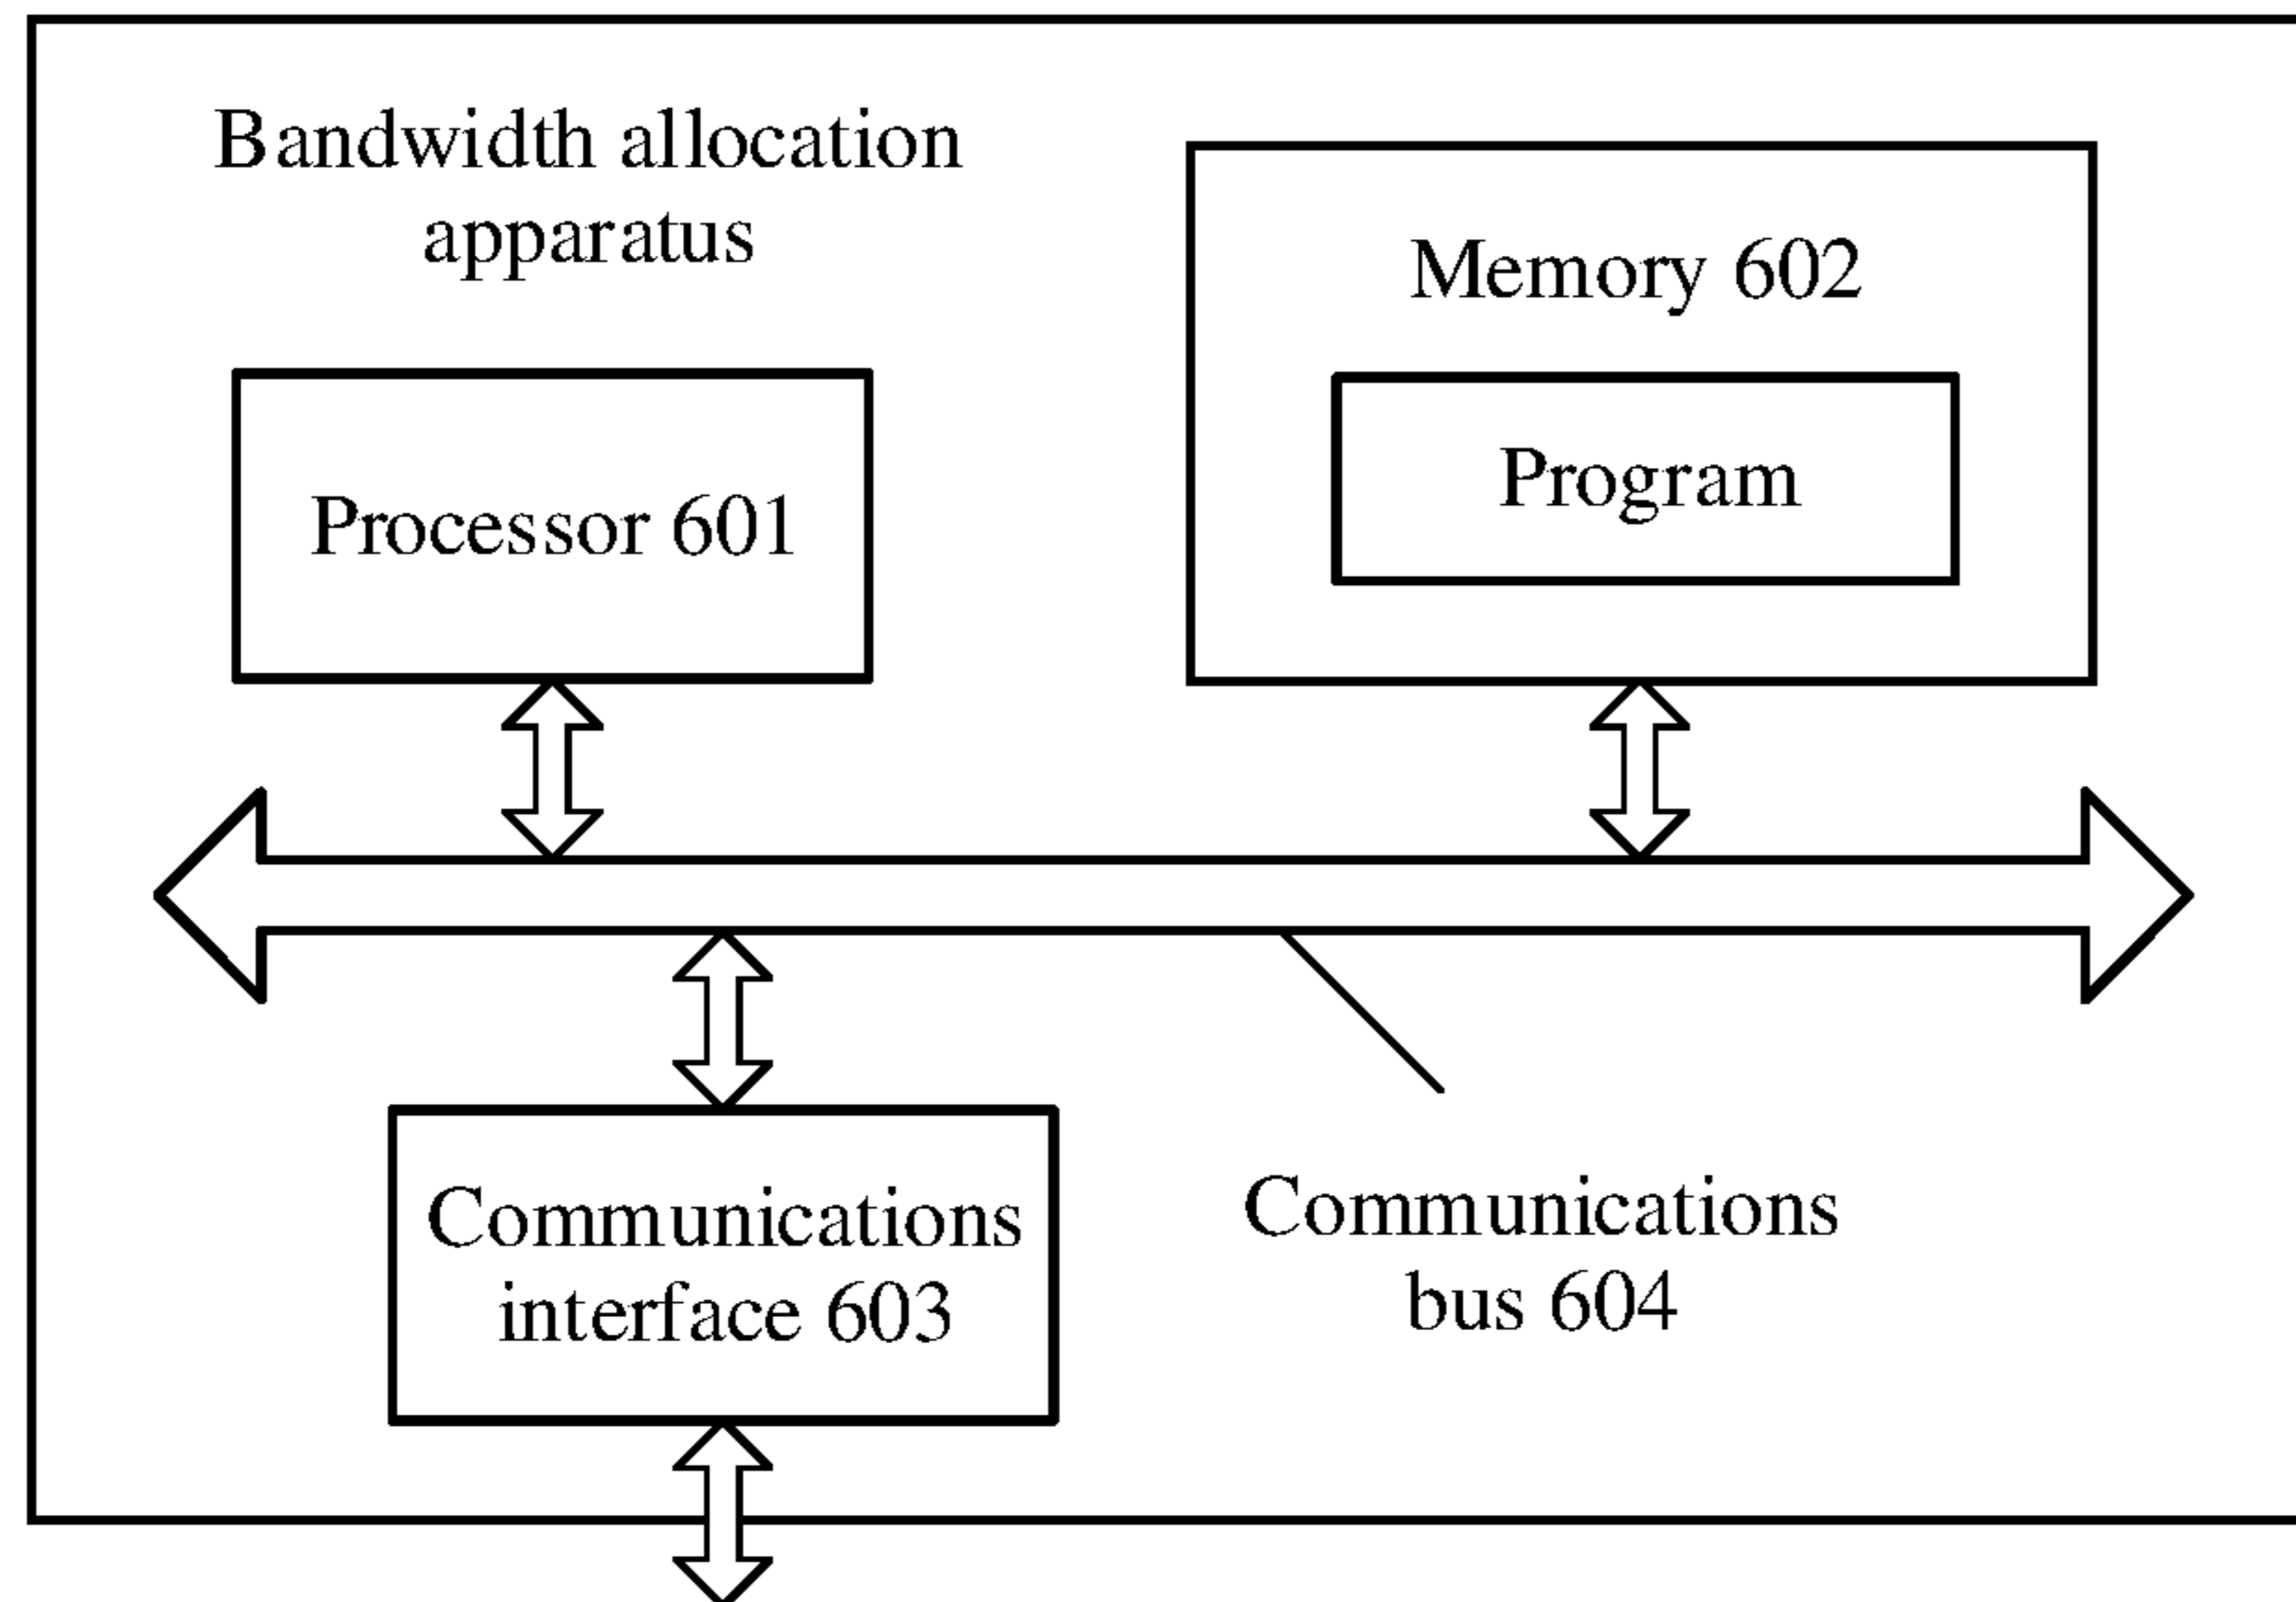 Bandwidth allocation
apparatus
Memory 602
Program
Processor 601
Communications
interface 603
Communications
bus 604